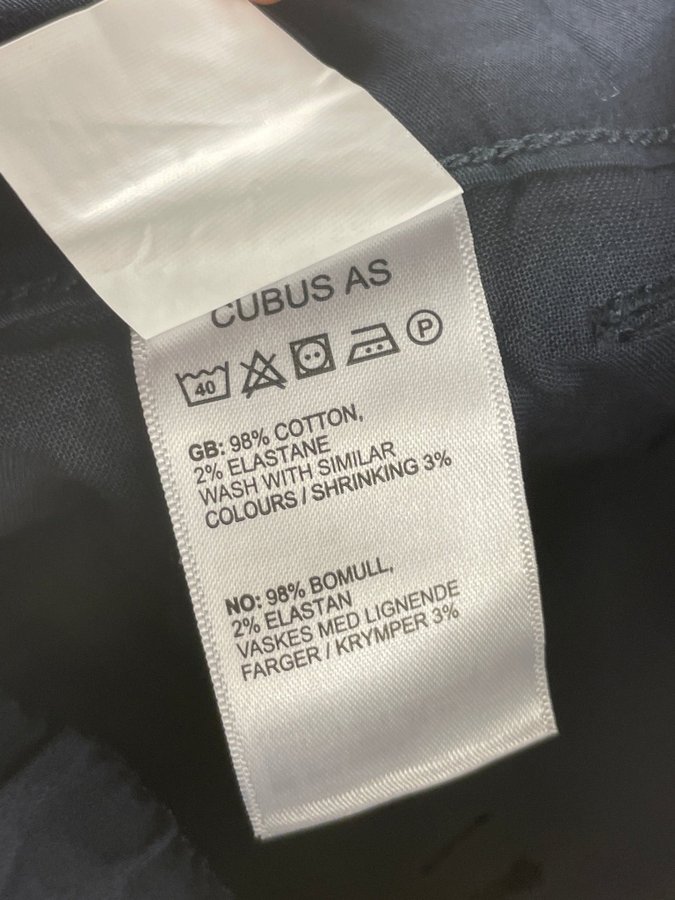 CUBUS AS
40 P
GB: 98% COTTON,
2% ELASTANE
WASH WITH SIMILAR
COLOURS / SHRINKING 3%
NO: 98% BOMULL,
2% ELASTAN
VASKES MED LIGNENDE
FARGER / KRYMPER 3%